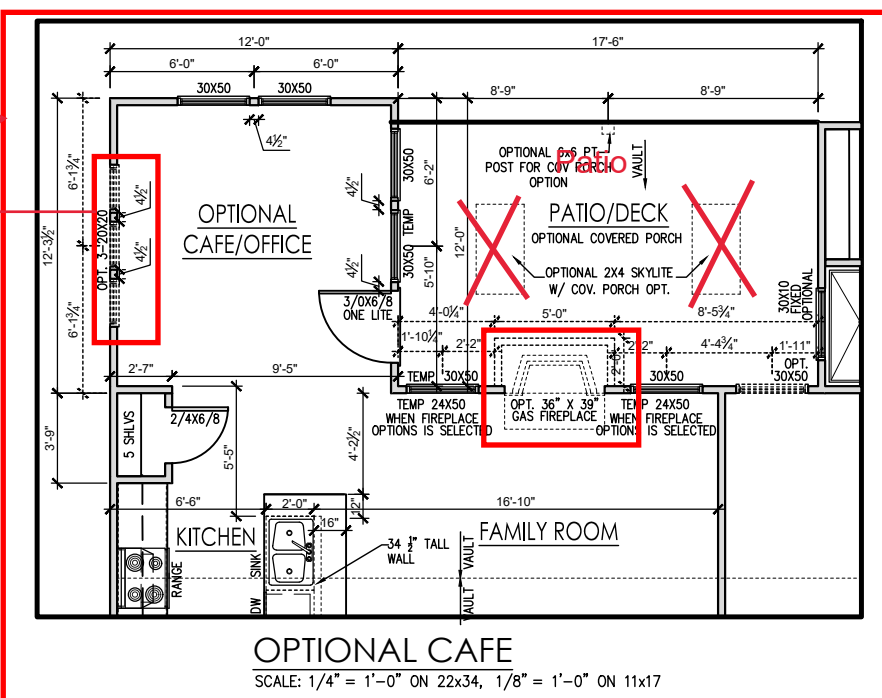 12'-0"
17'-6"
6'-0"
6'-0"
30X50
30X50
8'-9"
8'-9"
4½"
6'-1¾"
12'-3½"
6'-1¾"
OPT. 3-20X20
4½"
4½"
OPTIONAL
CAFE/OFFICE
4½"
4½"
30X50
30X50 TEMP
6'-2"
5'-10"
12'-0"
OPTIONAL 6x6 PT
POST FOR COV PORCH
OPTION
Patio
VAULT
PATIO/DECK
OPTIONAL COVERED PORCH
OPTIONAL 2X4 SKYLITE
W/ COV. PORCH OPT.
30X10
FIXED
OPTIONAL
3/0X6/8
ONE LITE
4'-0¼"
5'-0"
8'-5¾"
1'-10¼"
2'-2"
2'-0"
2'-2"
4'-4¾"
1'-11"
2'-7"
9'-5"
TEMP 30X50
30X50
OPT.
30X50
TEMP 24X50
WHEN FIREPLACE
OPTIONS IS SELECTED
OPT. 36" X 39"
GAS FIREPLACE
TEMP 24X50
WHEN FIREPLACE
OPTIONS IS SELECTED
3'-9"
5 SHLVS
2/4X6/8
5'-5"
4'-2½"
6'-6"
2'-0"
12"
16'-10"
16"
KITCHEN
FAMILY ROOM
34 ½" TALL
WALL
RANGE
DW
SINK
VAULT
VAULT
OPTIONAL CAFE
SCALE: 1/4" = 1'-0" ON 22x34, 1/8" = 1'-0" ON 11x17